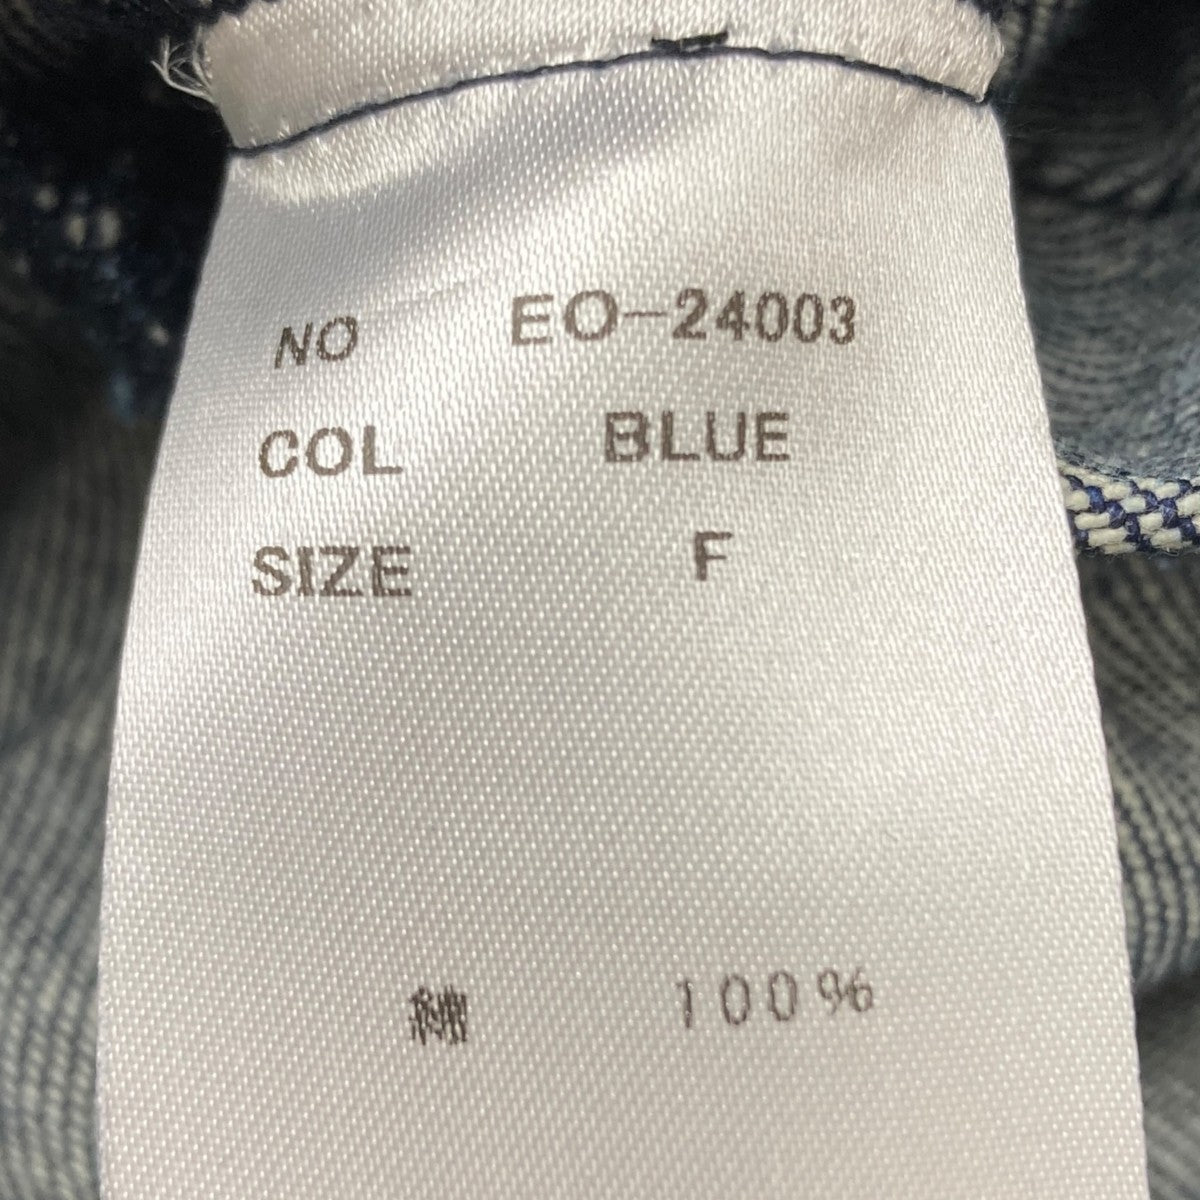 NO EO-24003
COL BLUE
SIZE F
綿 100%